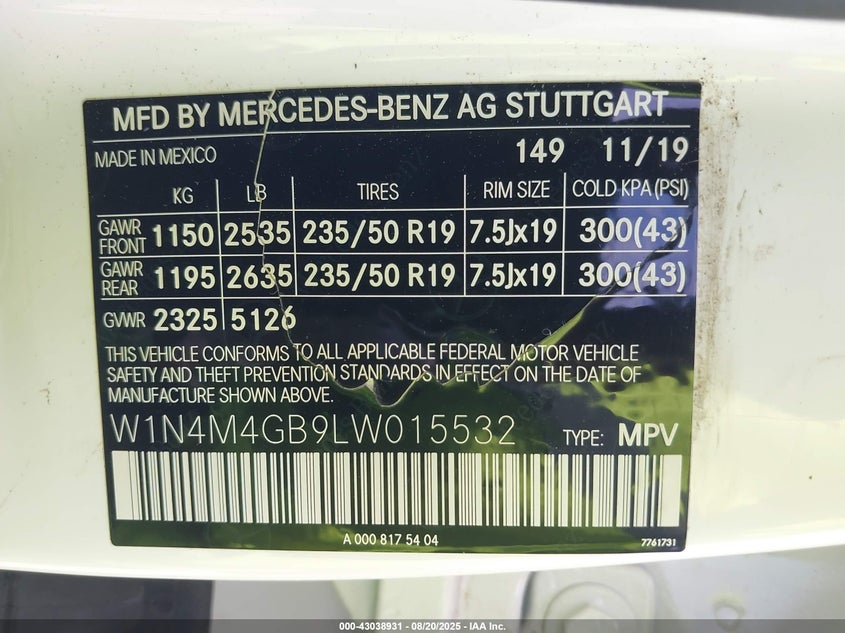 MFD BY MERCEDES-BENZ AG STUTTGART
MADE IN MEXICO 149 11/19
KG LB TIRES RIM SIZE COLD KPA (PSI)
GAWR FRONT 1150 2535 235/50 R19 7.5Jx19 300(43)
GAWR REAR 1195 2635 235/50 R19 7.5Jx19 300(43)
GVWR 2325 5126
THIS VEHICLE CONFORMS TO ALL APPLICABLE FEDERAL MOTOR VEHICLE
SAFETY AND THEFT PREVENTION STANDARDS IN EFFECT ON THE DATE OF
MANUFACTURE SHOWN ABOVE.
W1N4M4GB9LW015532 TYPE: MPV
A 000 817 54 04
7761731
000-43038931 - 08/20/2025 - IAA Inc.